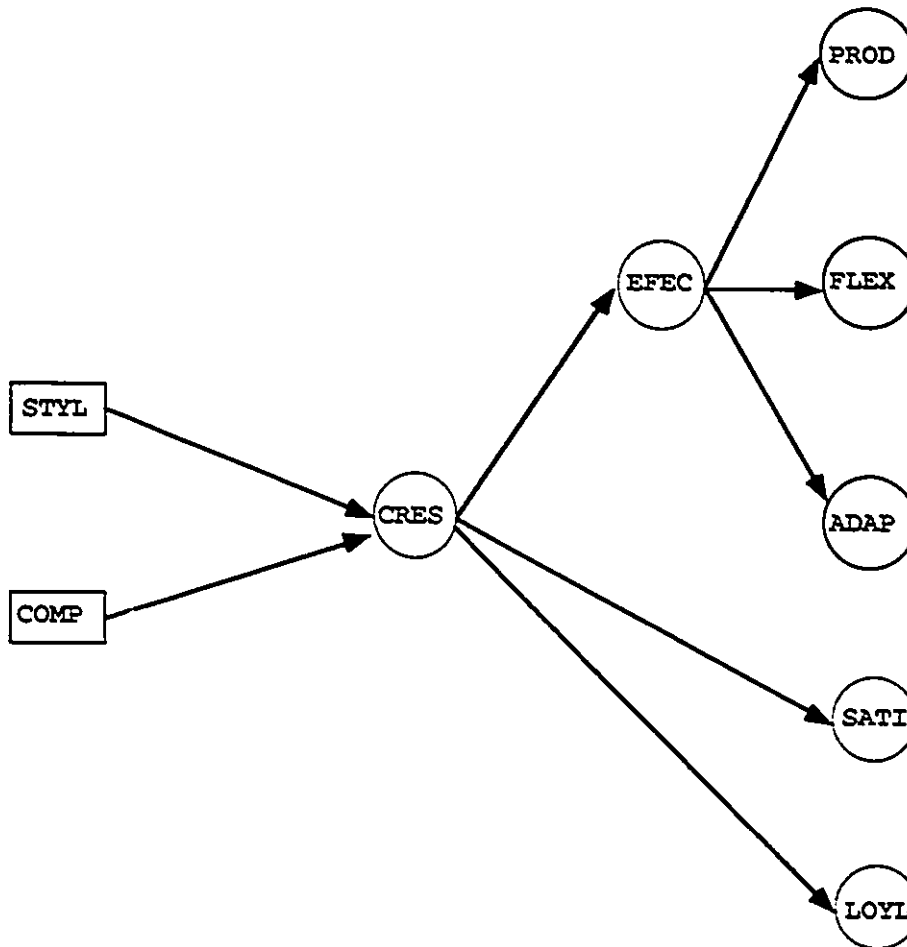 PROD
EFEC
FLEX
STYL
CRES
ADAP
COMP
SATI
LOYL